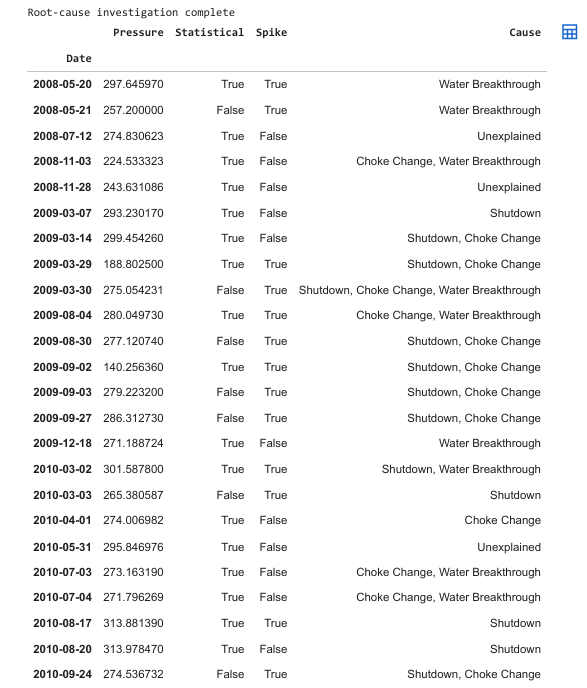 Root-cause investigation complete
Pressure Statistical Spike Cause
Date
2008-05-20 297.645970 True True Water Breakthrough
2008-05-21 257.200000 False True Water Breakthrough
2008-07-12 274.830623 True False Unexplained
2008-11-03 224.533323 True False Choke Change, Water Breakthrough
2008-11-28 243.631086 True False Unexplained
2009-03-07 293.230170 True False Shutdown
2009-03-14 299.454260 True False Shutdown, Choke Change
2009-03-29 188.802500 True True Shutdown, Choke Change
2009-03-30 275.054231 False True Shutdown, Choke Change, Water Breakthrough
2009-08-04 280.049730 True True Choke Change, Water Breakthrough
2009-08-30 277.120740 False True Shutdown, Choke Change
2009-09-02 140.256360 True True Shutdown, Choke Change
2009-09-03 279.223200 False True Shutdown, Choke Change
2009-09-27 286.312730 False True Shutdown, Choke Change
2009-12-18 271.188724 True False Water Breakthrough
2010-03-02 301.587800 True True Shutdown, Water Breakthrough
2010-03-03 265.380587 False True Shutdown
2010-04-01 274.006982 True False Choke Change
2010-05-31 295.846976 True False Unexplained
2010-07-03 273.163190 True False Choke Change, Water Breakthrough
2010-07-04 271.796269 True False Choke Change, Water Breakthrough
2010-08-17 313.881390 True True Shutdown
2010-08-20 313.978470 True False Shutdown
2010-09-24 274.536732 False True Shutdown, Choke Change